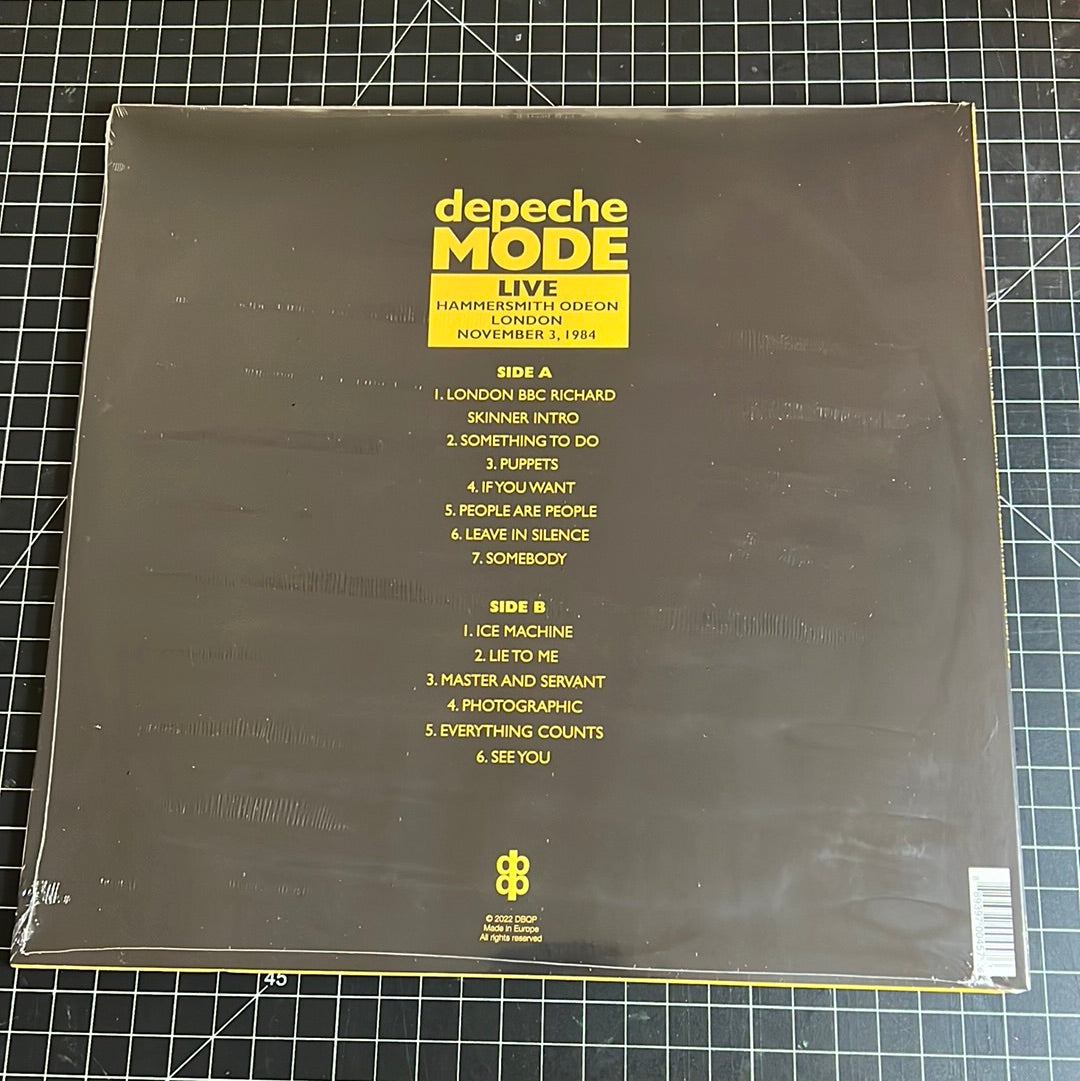 depeche
MODE
LIVE
HAMMERSMITH ODEON
LONDON
NOVEMBER 3, 1984
SIDE A
1. LONDON BBC RICHARD
SKINNER INTRO
2. SOMETHING TO DO
3. PUPPETS
4. IF YOU WANT
5. PEOPLE ARE PEOPLE
6. LEAVE IN SILENCE
7. SOMEBODY
SIDE B
1. ICE MACHINE
2. LIE TO ME
3. MASTER AND SERVANT
4. PHOTOGRAPHIC
5. EVERYTHING COUNTS
6. SEE YOU
© 2022 DBQP
Made in Europe
All rights reserved
45